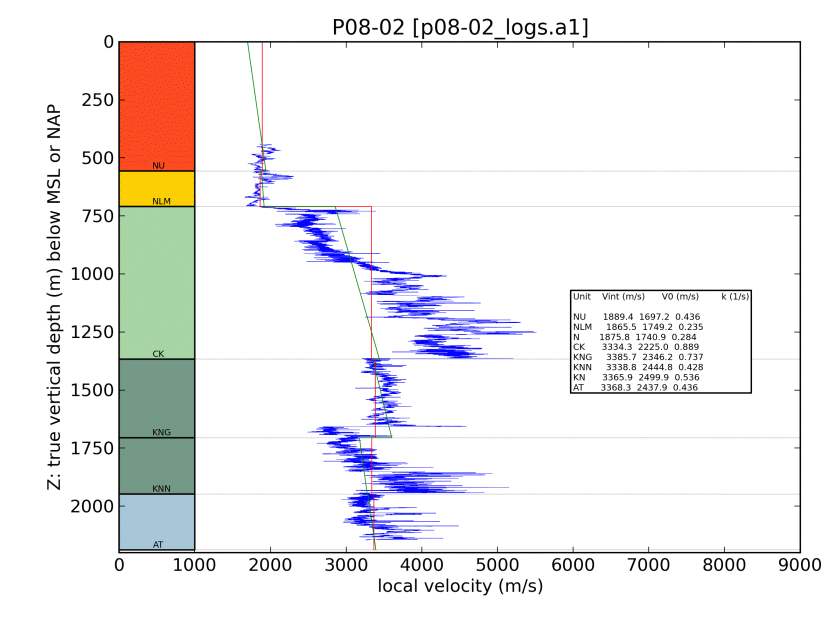 P08-02 [p08-02_logs.a1]
Z: true vertical depth (m) below MSL or NAP
0
250
500
750
1000
1250
1500
1750
2000
NU
NLM
CK
KNG
KNN
AT
Unit Vint (m/s) V0 (m/s) k (1/s)
NU 1889.4 1697.2 0.436
NLM 1865.5 1749.2 0.235
N 1875.8 1740.9 0.284
CK 3334.3 2225.0 0.889
KNG 3385.7 2346.2 0.737
KNN 3338.8 2444.8 0.428
KN 3365.9 2499.9 0.536
AT 3368.3 2437.9 0.436
0 1000 2000 3000 4000 5000 6000 7000 8000 9000
local velocity (m/s)